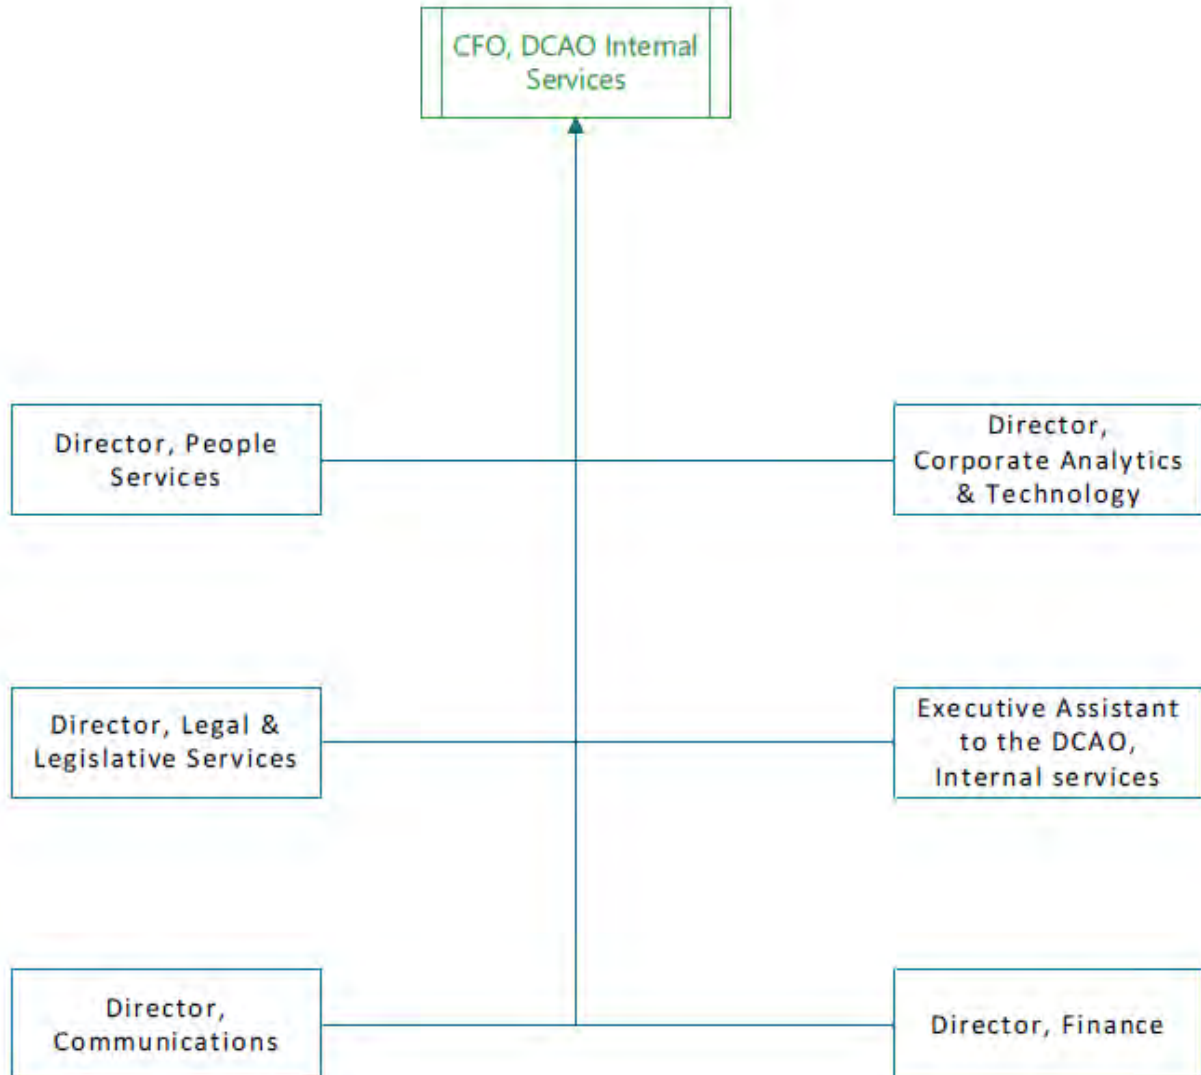 CFO, DCAO Internal
Services
Director, People
Services
Director,
Corporate Analytics
& Technology
Director, Legal &
Legislative Services
Executive Assistant
to the DCAO,
Internal services
Director,
Communications
Director, Finance